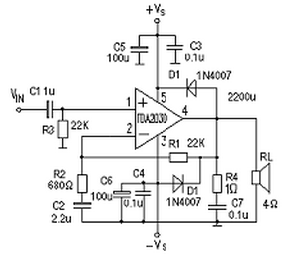 +VS
C5
100u
C3
0.1u
D1
1N4007
VIN
C1 1u
1
+
5
TDA2030
4
2200u
R3
22K
2
−
3
R1
22K
R2
680Ω
C6
100u
C4
0.1u
D1
1N4007
R4
1Ω
RL
4Ω
C2
2.2u
C7
0.1u
−VS